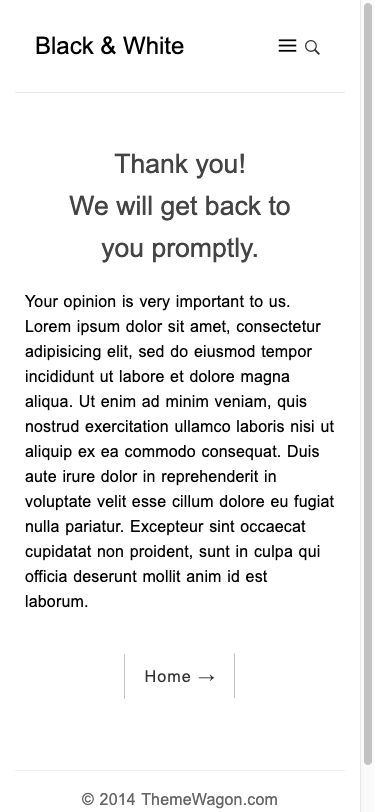 Black & White
Thank you!
We will get back to
you promptly.
Your opinion is very important to us.
Lorem ipsum dolor sit amet, consectetur
adipisicing elit, sed do eiusmod tempor
incididunt ut labore et dolore magna
aliqua. Ut enim ad minim veniam, quis
nostrud exercitation ullamco laboris nisi ut
aliquip ex ea commodo consequat. Duis
aute irure dolor in reprehenderit in
voluptate velit esse cillum dolore eu fugiat
nulla pariatur. Excepteur sint occaecat
cupidatat non proident, sunt in culpa qui
officia deserunt mollit anim id est
laborum.
Home →
© 2014 ThemeWagon.com